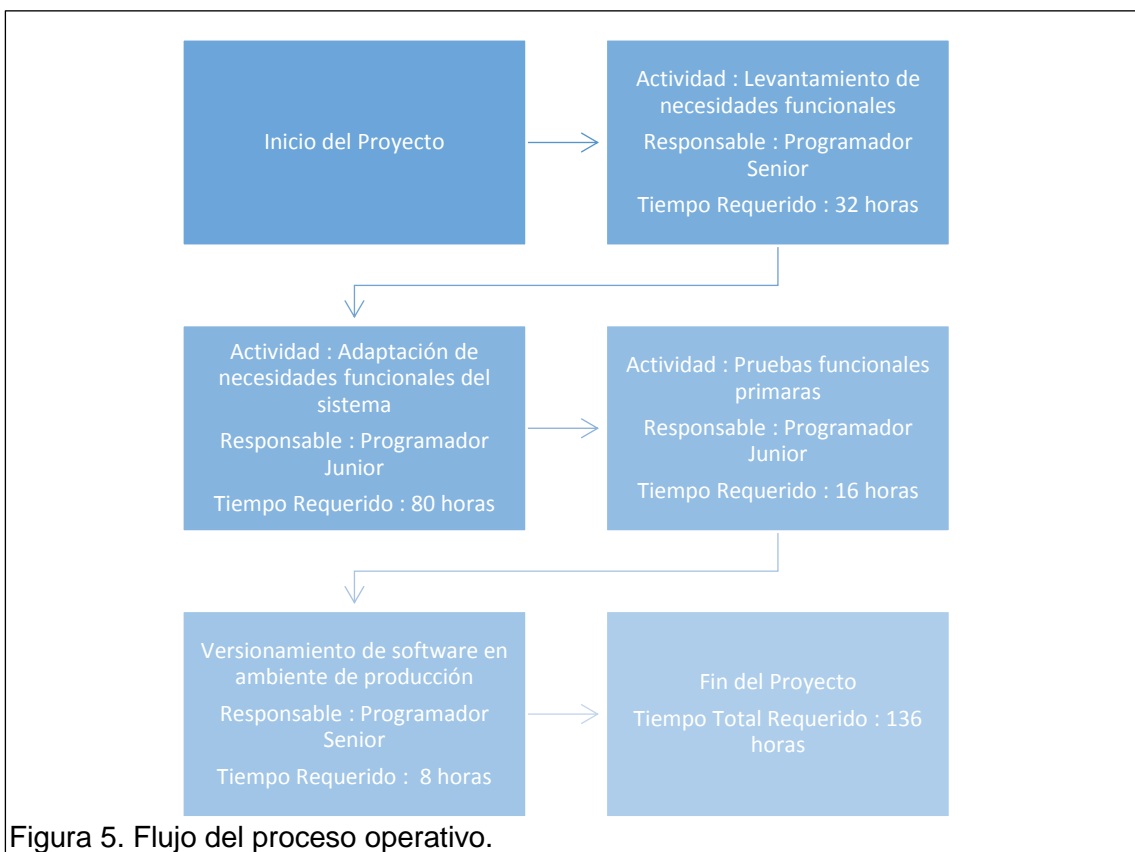 Inicio del Proyecto
Actividad : Levantamiento de
necesidades funcionales
Responsable : Programador
Senior
Tiempo Requerido : 32 horas
Actividad : Adaptación de
necesidades funcionales del
sistema
Responsable : Programador
Junior
Tiempo Requerido : 80 horas
Actividad : Pruebas funcionales
primaras
Responsable : Programador
Junior
Tiempo Requerido : 16 horas
Versionamiento de software en
ambiente de producción
Responsable : Programador
Senior
Tiempo Requerido :  8 horas
Fin del Proyecto
Tiempo Total Requerido : 136
horas
Figura 5. Flujo del proceso operativo.